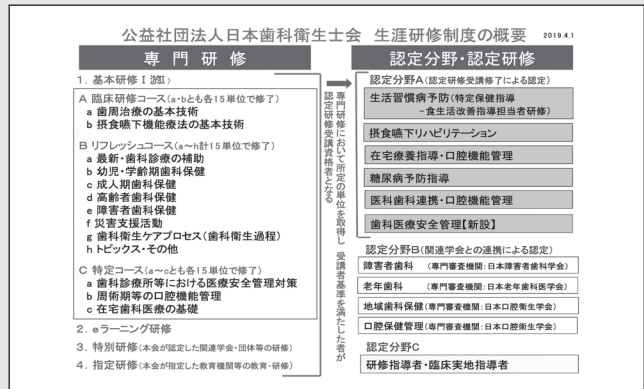 公益社団法人日本歯科衛生士会 生涯研修制度の概要 2019.4.1
専門研修
1. 基本研修Ⅰ
A 臨床研修コース(a・bとも各15単位で修了)
a 歯周治療の基本技術
b 摂食嚥下機能療法の基本技術
B リフレッシュコース(a~h計15単位で修了)
a 最新・歯科診療の補助
b 幼児・学齢期歯科保健
c 成人期歯科保健
d 高齢者歯科保健
e 障害者歯科保健
f 災害支援活動
g 歯科衛生ケアプロセス(歯科衛生過程)
h トピックス・その他
C 特定コース(a~cとも各15単位で修了)
a 歯科診療所等における医療安全管理対策
b 周術期等の口腔機能管理
c 在宅歯科医療の基礎
2. eラーニング研修
3. 特別研修(本会が認定した関連学会・団体等の研修)
4. 指定研修(本会が指定した教育機関等の教育・研修)
専門研修において所定の単位を取得し 受講者基準を満たした者が
認定研修受講資格者となる
認定分野・認定研修
認定分野A(認定研修受講修了による認定)
生活習慣病予防(特定保健指導
-食生活改善指導担当者研修)
摂食嚥下リハビリテーション
在宅療養指導・口腔機能管理
糖尿病予防指導
医科歯科連携・口腔機能管理
歯科医療安全管理【新設】
認定分野B(関連学会との連携による認定)
障害者歯科 (専門審査機関:日本障害者歯科学会)
老年歯科 (専門審査機関:日本老年歯科医学会)
地域歯科保健(専門審査機関:日本口腔衛生学会)
口腔保健管理(専門審査機関:日本口腔衛生学会)
認定分野C
研修指導者・臨床実地指導者